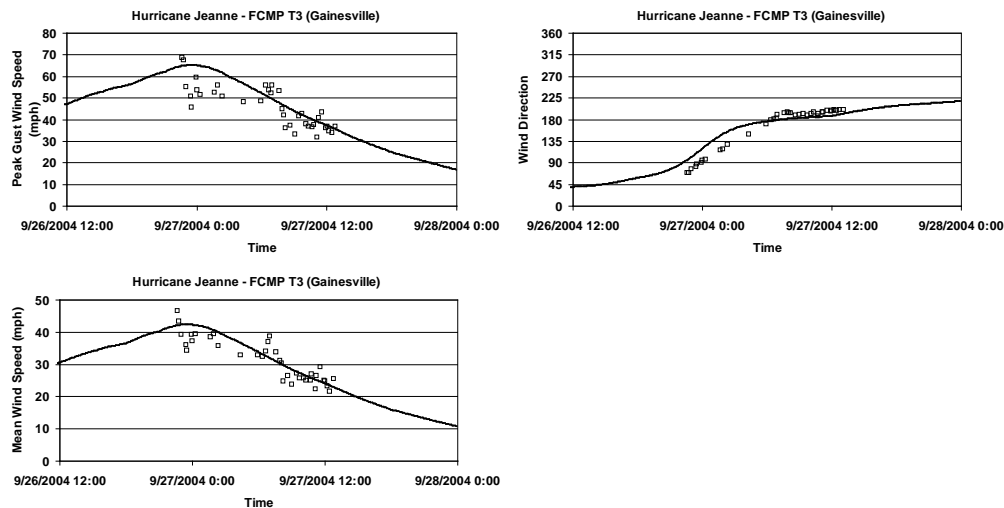 Hurricane Jeanne - FCMP T3 (Gainesville)
Peak Gust Wind Speed
(mph)
80
70
60
50
40
30
20
10
0
9/26/2004 12:00 9/27/2004 0:00 9/27/2004 12:00 9/28/2004 0:00
Time
Hurricane Jeanne - FCMP T3 (Gainesville)
Wind Direction
360
315
270
225
180
135
90
45
0
9/26/2004 12:00 9/27/2004 0:00 9/27/2004 12:00 9/28/2004 0:00
Time
Hurricane Jeanne - FCMP T3 (Gainesville)
Mean Wind Speed (mph)
50
40
30
20
10
0
9/26/2004 12:00 9/27/2004 0:00 9/27/2004 12:00 9/28/2004 0:00
Time